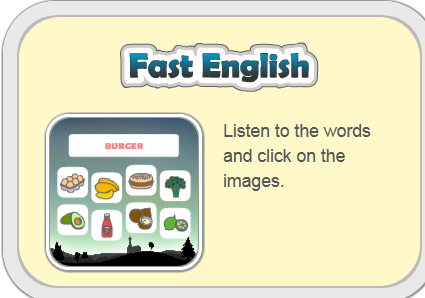 Fast English
BURGER
Listen to the words
and click on the
images.